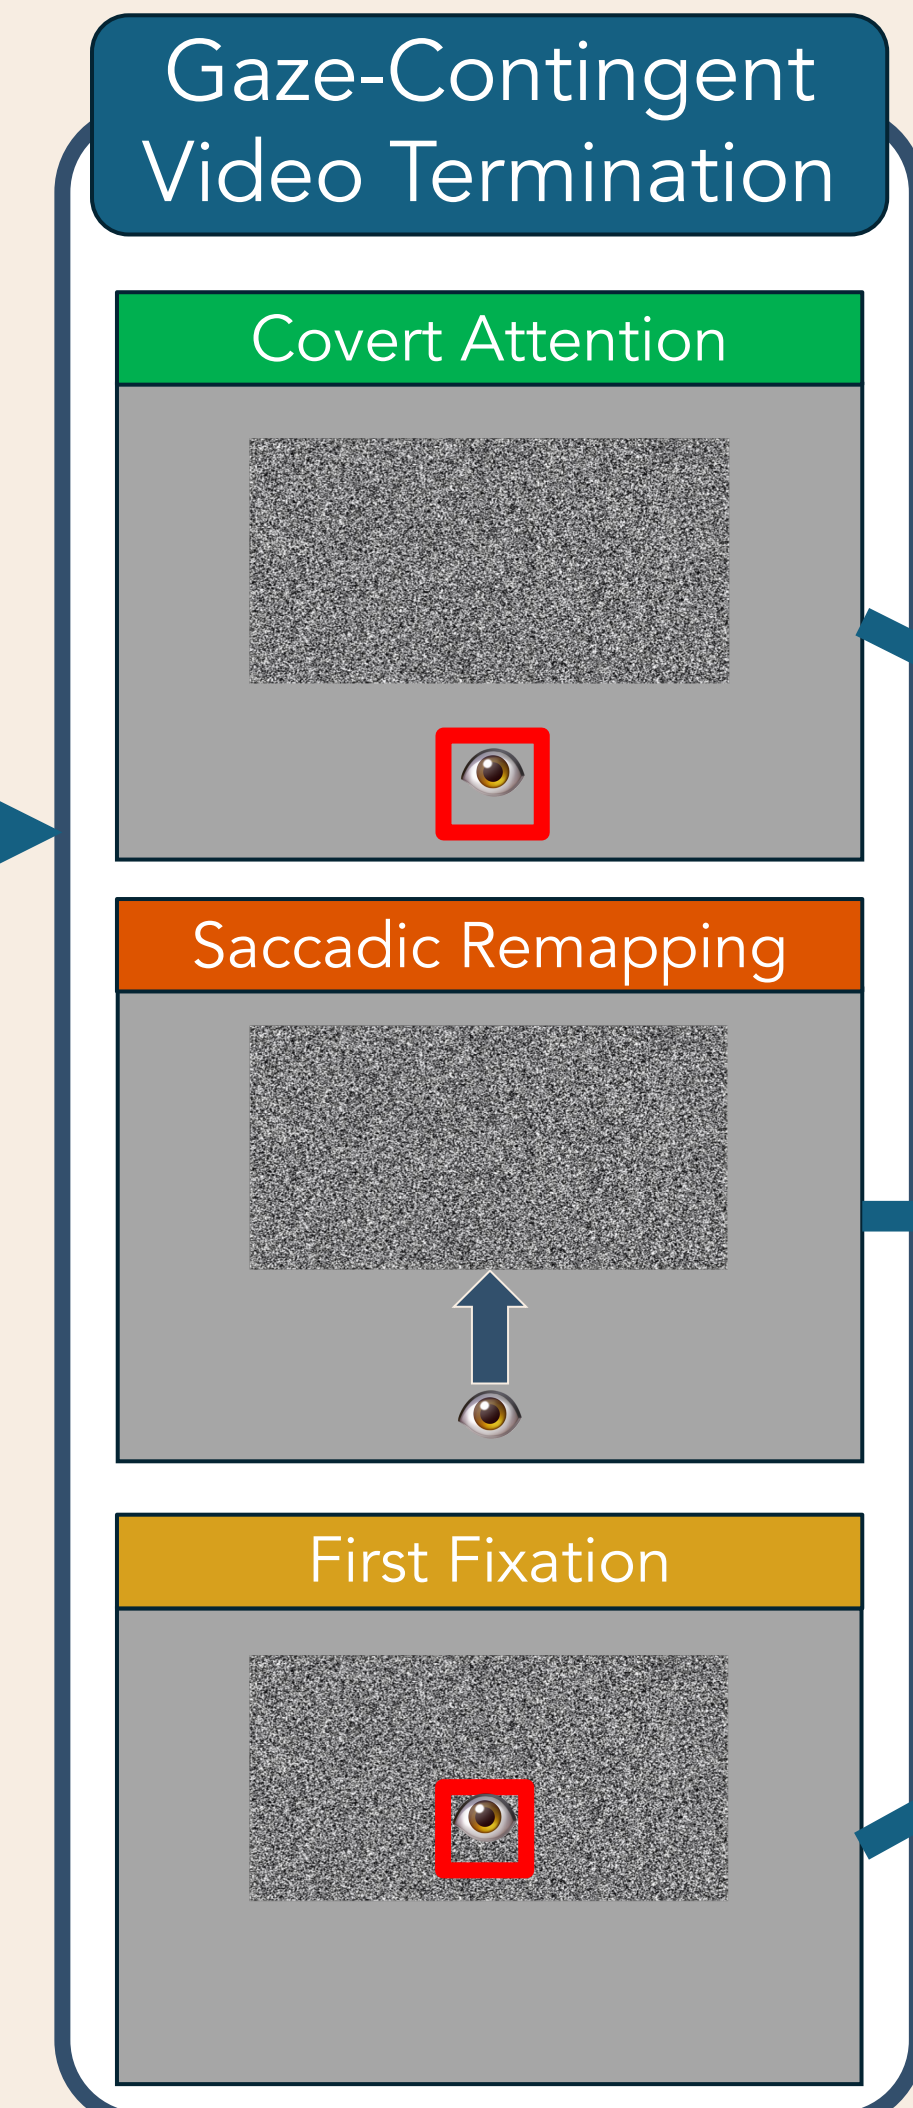 Gaze-Contingent
Video Termination
Covert Attention
Saccadic Remapping
First Fixation